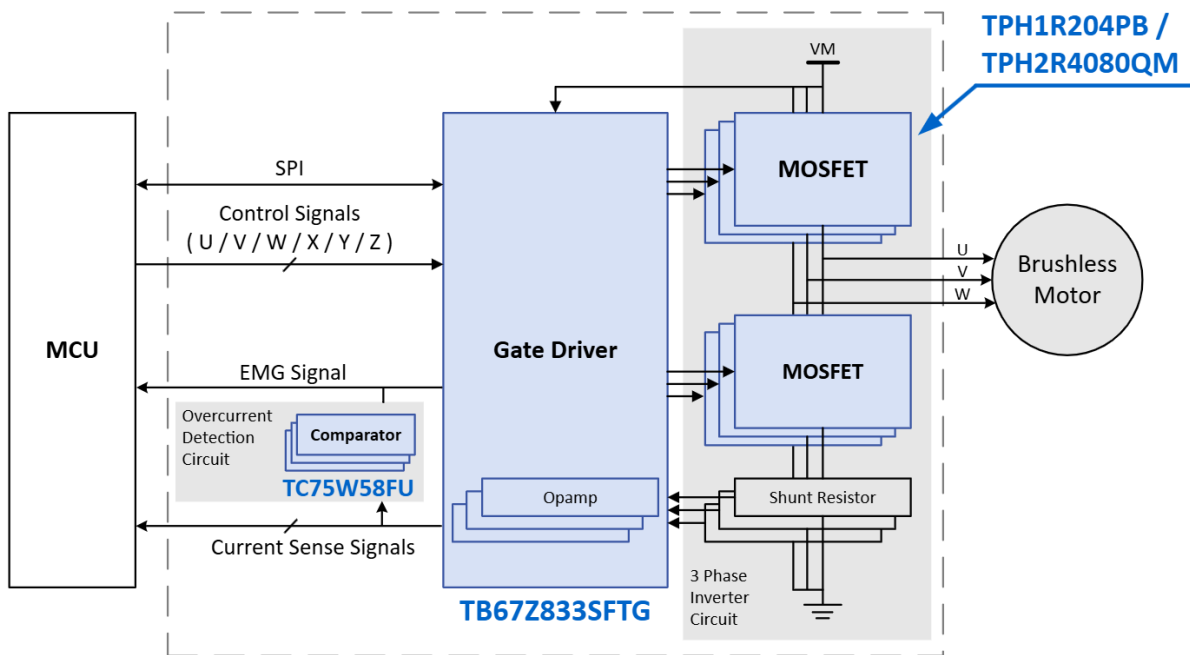 TPH1R204PB /
TPH2R4080QM
VM
MOSFET
SPI
Control Signals
( U / V / W / X / Y / Z )
U
V
W
Brushless
Motor
MCU
Gate Driver
MOSFET
EMG Signal
Overcurrent
Detection
Circuit
Comparator
TC75W58FU
Opamp
Shunt Resistor
Current Sense Signals
3 Phase
Inverter
Circuit
TB67Z833SFTG